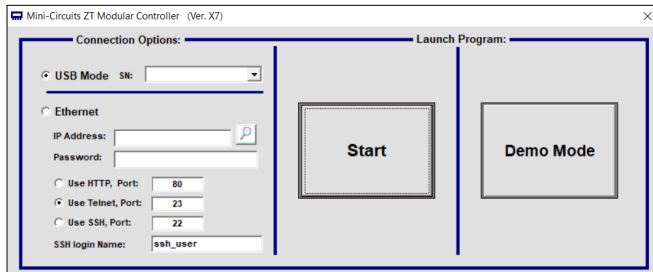 Mini-Circuits ZT Modular Controller (Ver. X7)
Connection Options:
USB Mode SN:
Ethernet
IP Address:
Password:
Use HTTP, Port: 80
Use Telnet, Port: 23
Use SSH, Port: 22
SSH login Name: ssh_user
Launch Program:
Start
Demo Mode